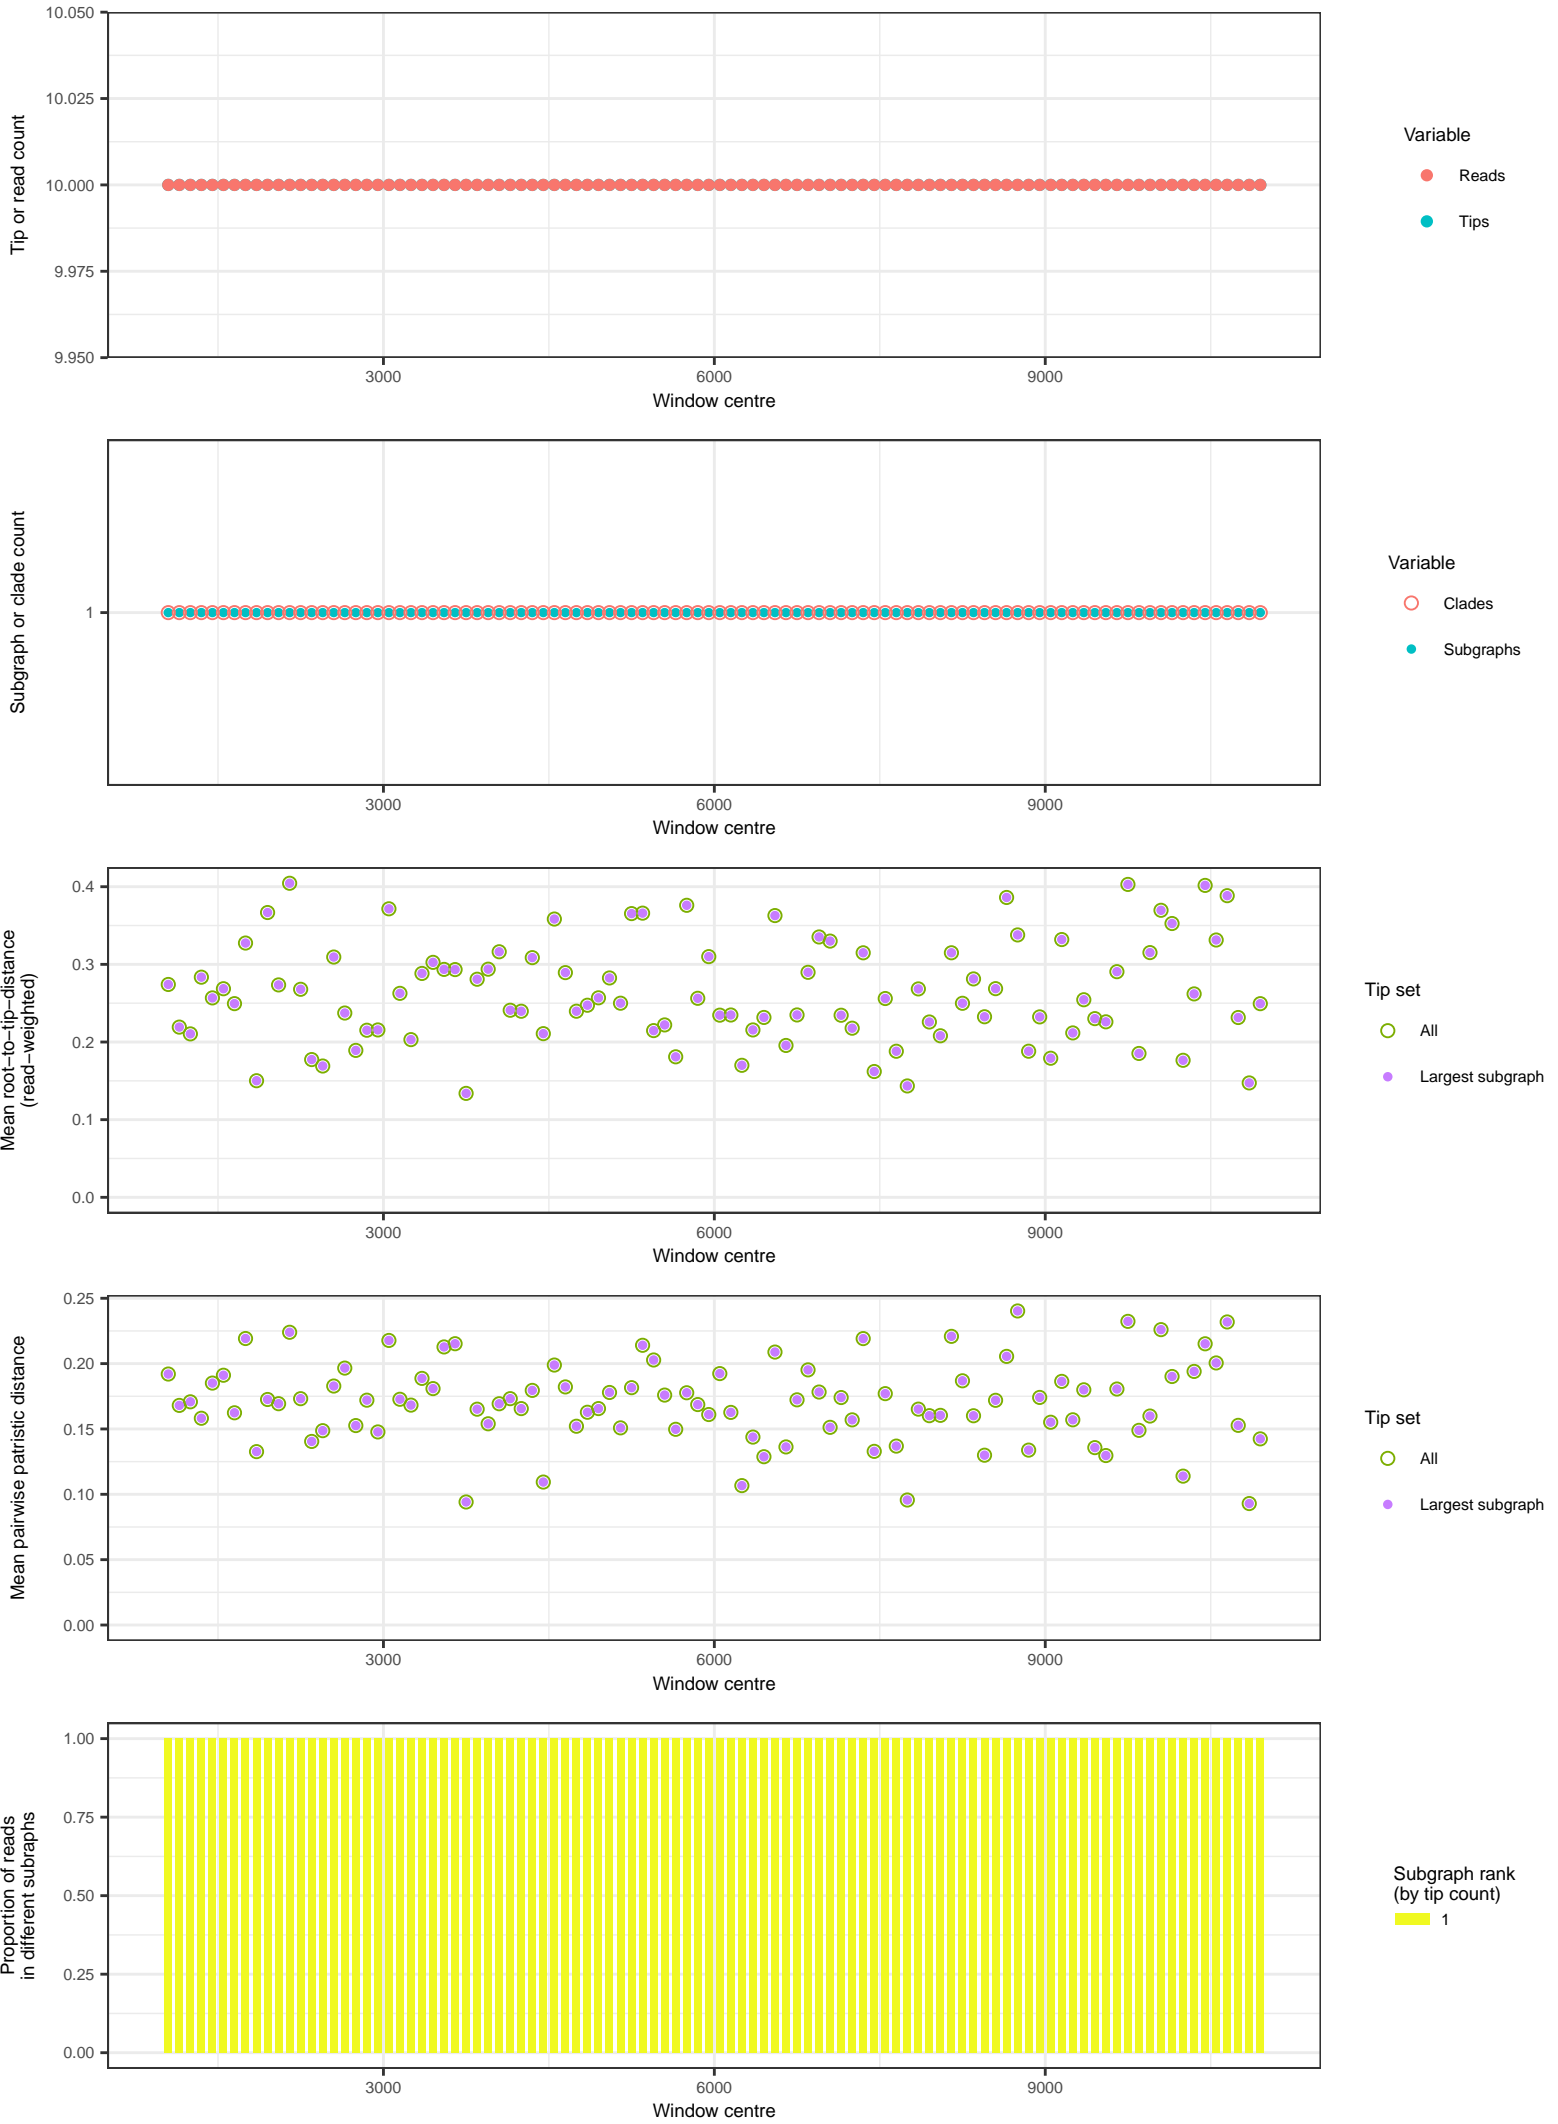 10.050
10.025
10.000
9.975
9.950
Tip or read count
3000
6000
9000
Window centre
Variable
Reads
Tips
1
Subgraph or clade count
3000
6000
9000
Window centre
Variable
Clades
Subgraphs
0.4
0.3
0.2
0.1
0.0
Mean root−to−tip−distance
(read−weighted)
3000
6000
9000
Window centre
Tip set
All
Largest subgraph
0.25
0.20
0.15
0.10
0.05
0.00
Mean pairwise patristic distance
3000
6000
9000
Window centre
Tip set
All
Largest subgraph
1.00
0.75
0.50
0.25
0.00
Proportion of reads
in different subraphs
3000
6000
9000
Window centre
Subgraph rank
(by tip count)
1